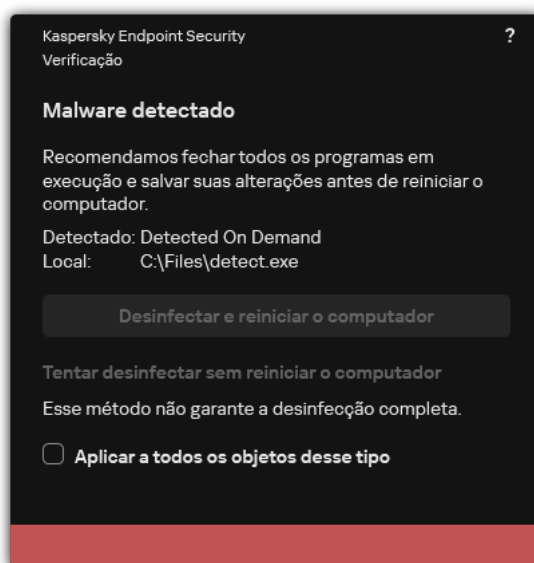 Kaspersky Endpoint Security
?
Verificação
Malware detectado
Recomendamos fechar todos os programas em
execução e salvar suas alterações antes de reiniciar o
computador.
Detectado: Detected On Demand
Local: C:\Files\detect.exe
Desinfectar e reiniciar o computador
Tentar desinfectar sem reiniciar o computador
Esse método não garante a desinfecção completa.
Aplicar a todos os objetos desse tipo